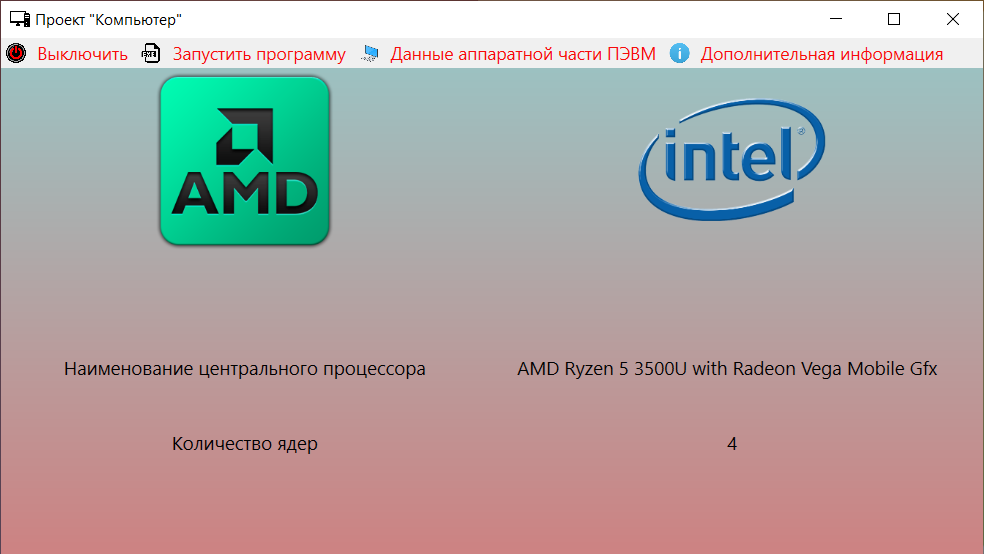 Проект "Компьютер"
Выключить EXE Запустить программу Данные аппаратной части ПЭВМ i Дополнительная информация
AMD intel®
Наименование центрального процессора AMD Ryzen 5 3500U with Radeon Vega Mobile Gfx
Количество ядер 4